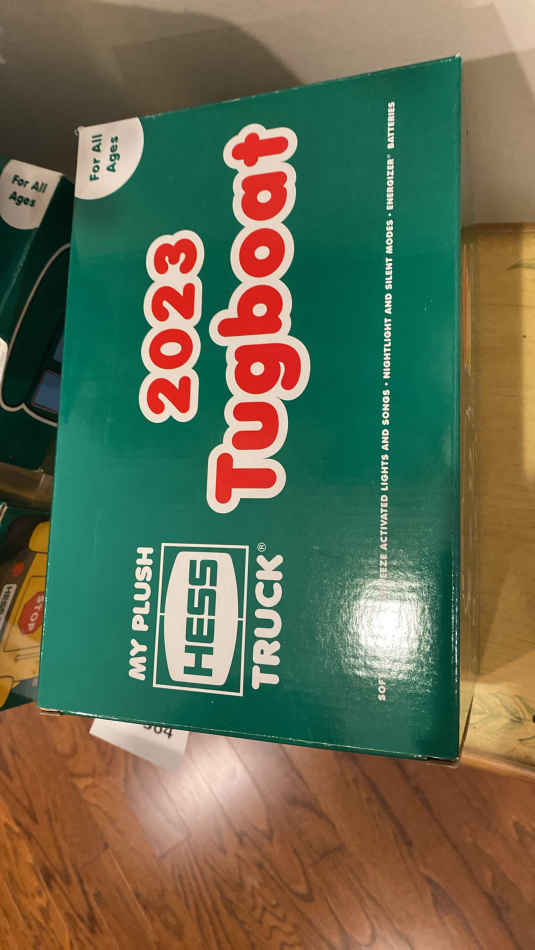 For All
Ages
2023
Tugboat
MY PLUSH
HESS
TRUCK®
ACTIVATED LIGHTS AND SONGS • NIGHTLIGHT AND SILENT MODES • ENERGIZER® BATTERIES
For All
Ages
STOP